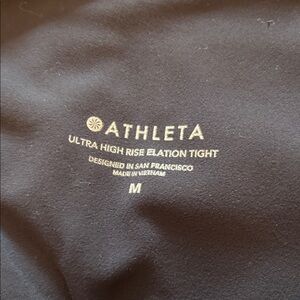 ATHLETA
ULTRA HIGH RISE ELATION TIGHT
DESIGNED IN SAN FRANCISCO
MADE IN VIETNAM
M